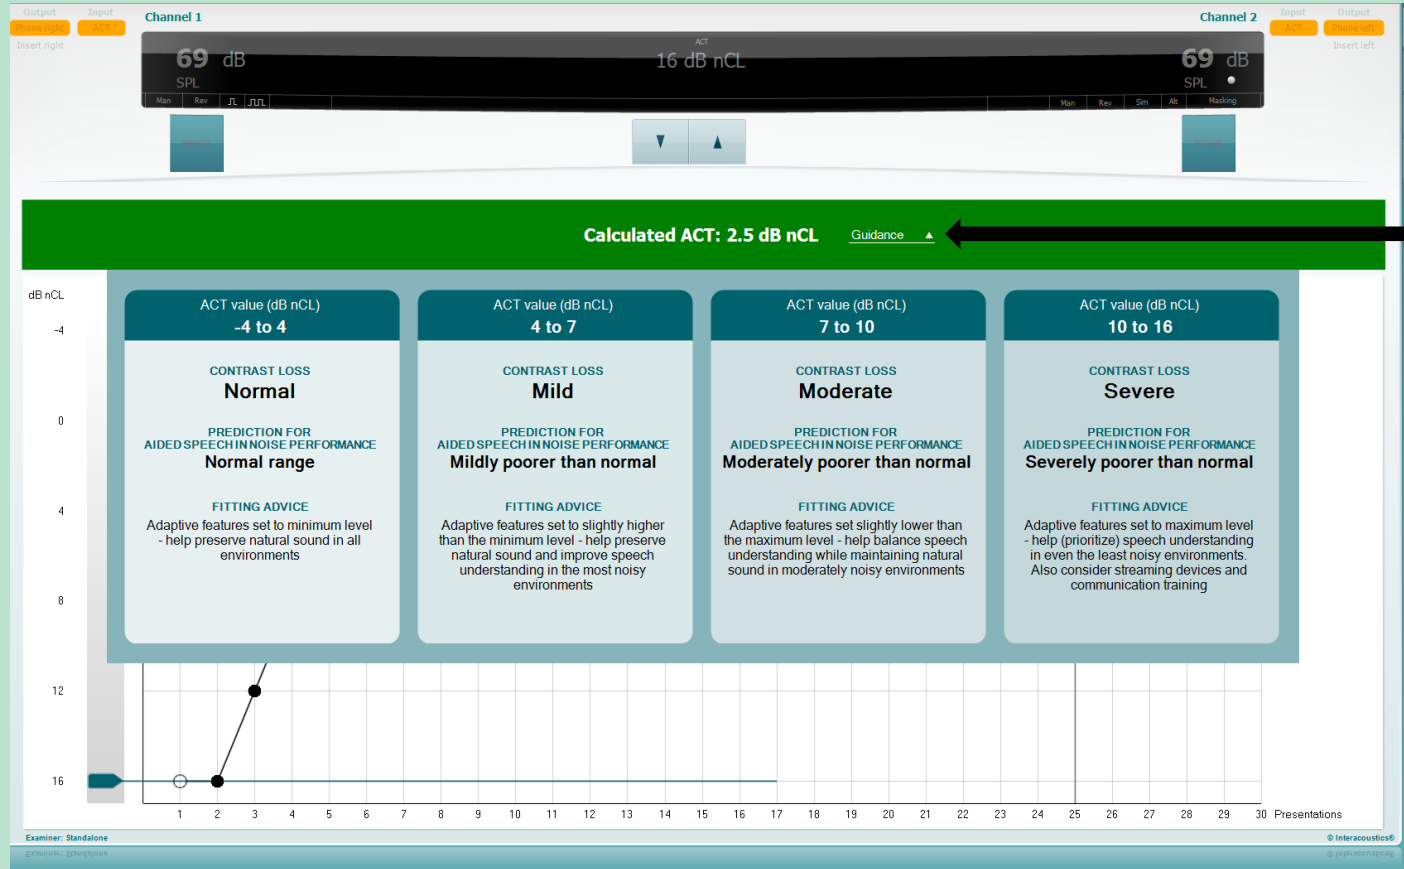 Output Input
Phone right ACT
Insert right
Channel 1
Channel 2
Input Output
ACT Phone left
Insert left
ACT
69 dB
SPL
16 dB nCL
69 dB
SPL
Man Rev
Man Rev Sim Alt Masking
▼ ▲
Calculated ACT: 2.5 dB nCL Guidance ▲
dB nCL
-4
0
4
8
12
16
ACT value (dB nCL)
-4 to 4
CONTRAST LOSS
Normal
PREDICTION FOR
AIDED SPEECH IN NOISE PERFORMANCE
Normal range
FITTING ADVICE
Adaptive features set to minimum level
- help preserve natural sound in all
environments
ACT value (dB nCL)
4 to 7
CONTRAST LOSS
Mild
PREDICTION FOR
AIDED SPEECH IN NOISE PERFORMANCE
Mildly poorer than normal
FITTING ADVICE
Adaptive features set to slightly higher
than the minimum level - help preserve
natural sound and improve speech
understanding in the most noisy
environments
ACT value (dB nCL)
7 to 10
CONTRAST LOSS
Moderate
PREDICTION FOR
AIDED SPEECH IN NOISE PERFORMANCE
Moderately poorer than normal
FITTING ADVICE
Adaptive features set slightly lower than
the maximum level - help balance speech
understanding while maintaining natural
sound in moderately noisy environments
ACT value (dB nCL)
10 to 16
CONTRAST LOSS
Severe
PREDICTION FOR
AIDED SPEECH IN NOISE PERFORMANCE
Severely poorer than normal
FITTING ADVICE
Adaptive features set to maximum level
- help (prioritize) speech understanding
in even the least noisy environments.
Also consider streaming devices and
communication training
1 2 3 4 5 6 7 8 9 10 11 12 13 14 15 16 17 18 19 20 21 22 23 24 25 26 27 28 29 30 Presentations
Examiner: Standalone
© Interacoustics®